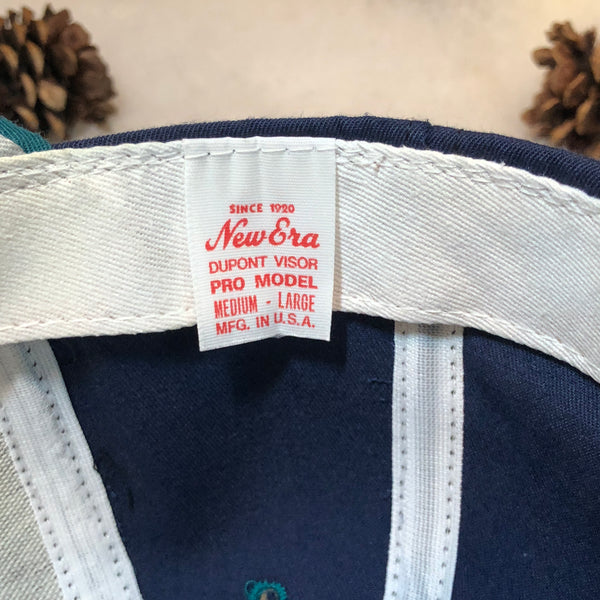 SINCE 1920
New Era
DUPONT VISOR
PRO MODEL
MEDIUM - LARGE
MFG. IN U.S.A.